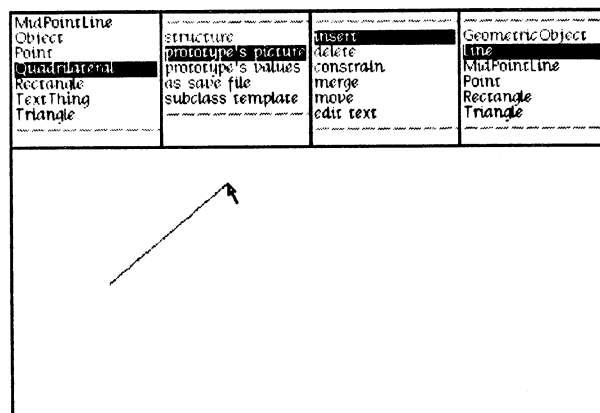 MidPointLine
Object
Point
Quadrilateral
Rectangle
TextThing
Triangle
structure
prototype's picture
prototype's values
as save file
subclass template
insert
delete
constrain
merge
move
edit text
GeometricObject
Line
MidPointLine
Point
Rectangle
Triangle